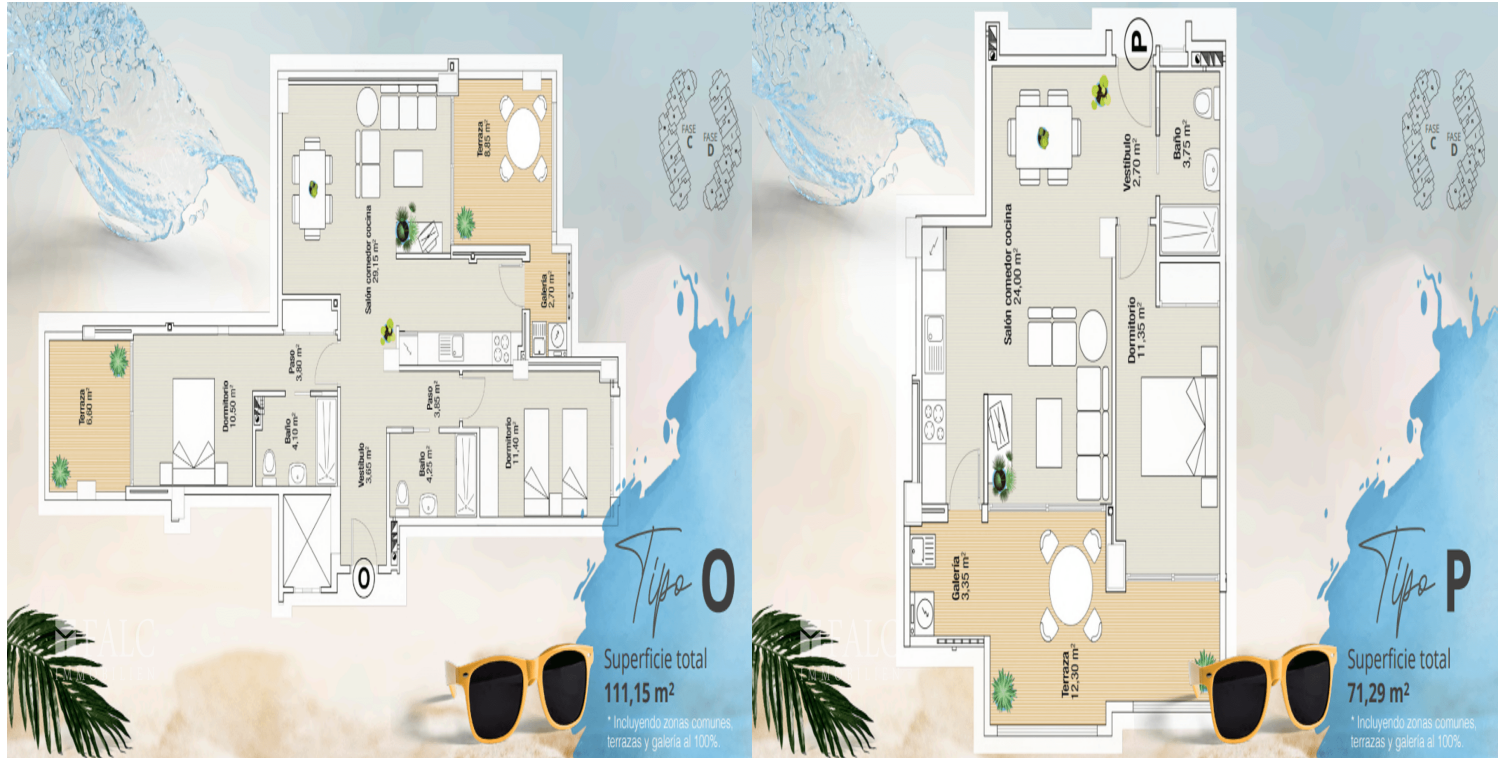 Terraza
8,85 m²
Salón comedor cocina
29,15 m²
Galería
2,70 m²
Terraza
6,60 m²
Dormitorio
10,50 m²
Paso
3,80 m²
Baño
4,10 m²
Vestíbulo
3,65 m²
Paso
3,85 m²
Baño
4,25 m²
Dormitorio
11,40 m²
O
FASE
C
FASE
D
Tipo O
Superficie total
111,15 m²
* Incluyendo zonas comunes,
terrazas y galería al 100%.
FALC
P
Vestíbulo
2,70 m²
Baño
3,75 m²
Salón comedor cocina
24,00 m²
Dormitorio
11,35 m²
Galería
3,35 m²
Terraza
12,30 m²
FASE
C
FASE
D
Tipo P
Superficie total
71,29 m²
* Incluyendo zonas comunes,
terrazas y galería al 100%.
FALC